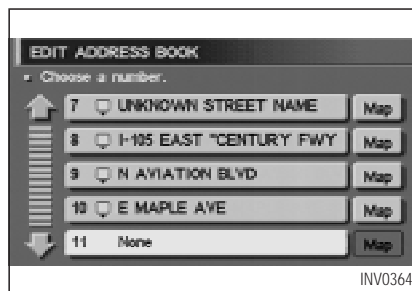 EDIT ADDRESS BOOK
Choose a number.
7 UNKNOWN STREET NAME Map
8 I-105 EAST "CENTURY FWY Map
9 N AVIATION BLVD Map
10 E MAPLE AVE Map
11 None Map
INV0364